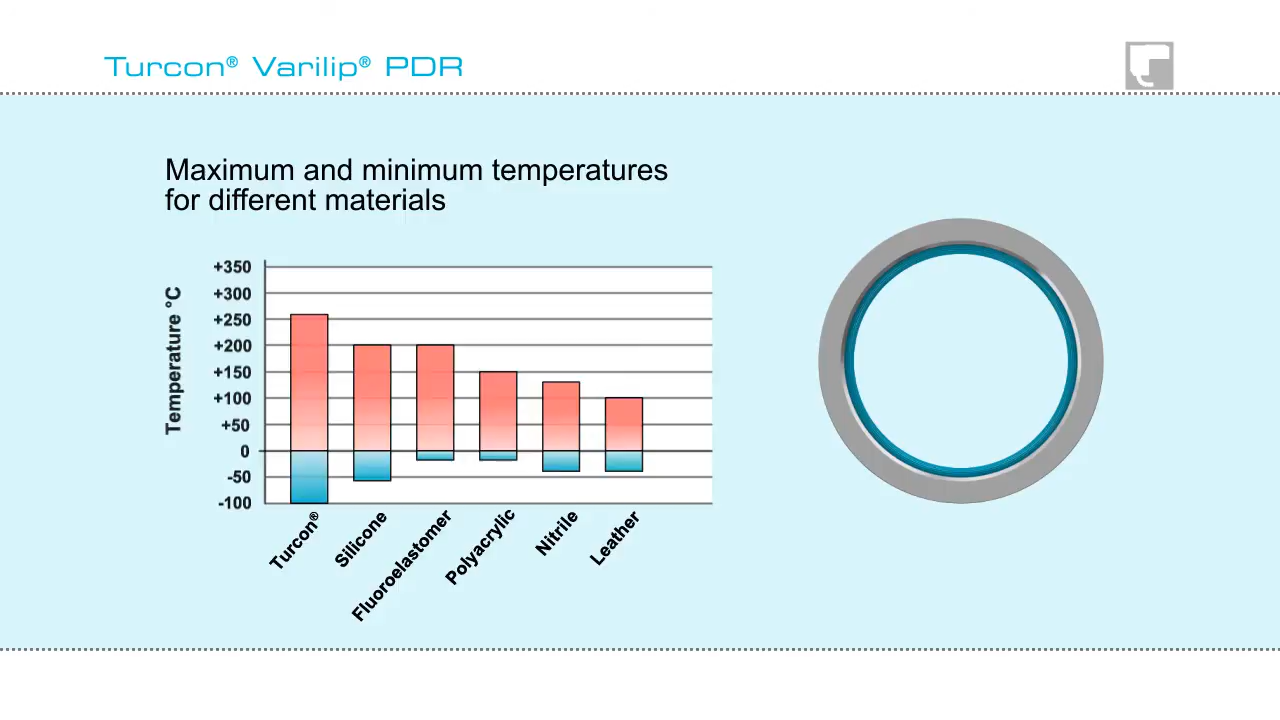 Turcon® Varilip® PDR
Maximum and minimum temperatures
for different materials
Temperature °C
+350
+300
+250
+200
+150
+100
+50
0
-50
-100
Turcon®
Silicone
Fluoroelastomer
Polyacrylic
Nitrile
Leather